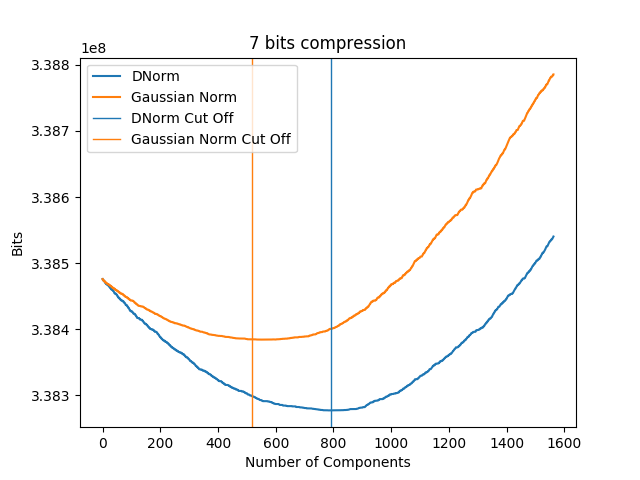 7 bits compression
1e8
3.388
3.387
3.386
3.385
3.384
3.383
Bits
DNorm
Gaussian Norm
DNorm Cut Off
Gaussian Norm Cut Off
0 200 400 600 800 1000 1200 1400 1600
Number of Components